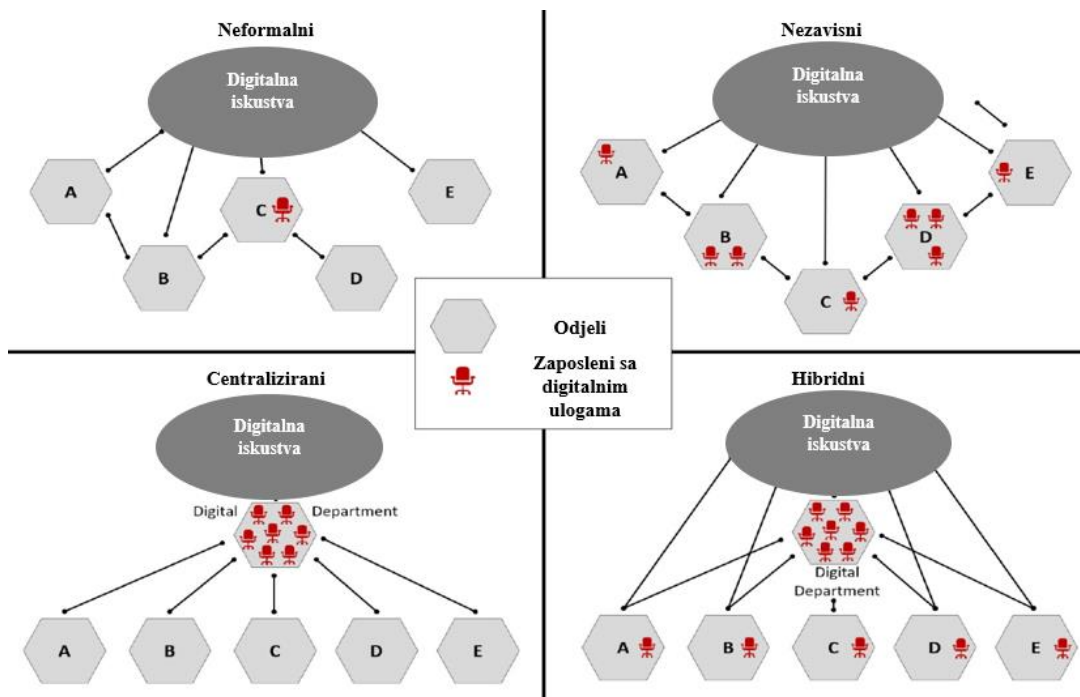 Neformalni
Digitalna
iskustva
A
B
C
D
E
Nezavisni
Digitalna
iskustva
A
B
C
D
E
Odjeli
Zaposleni sa
digitalnim
ulogama
Centralizirani
Digitalna
iskustva
Digital Department
A
B
C
D
E
Hibridni
Digitalna
iskustva
Digital
Department
A
B
C
D
E